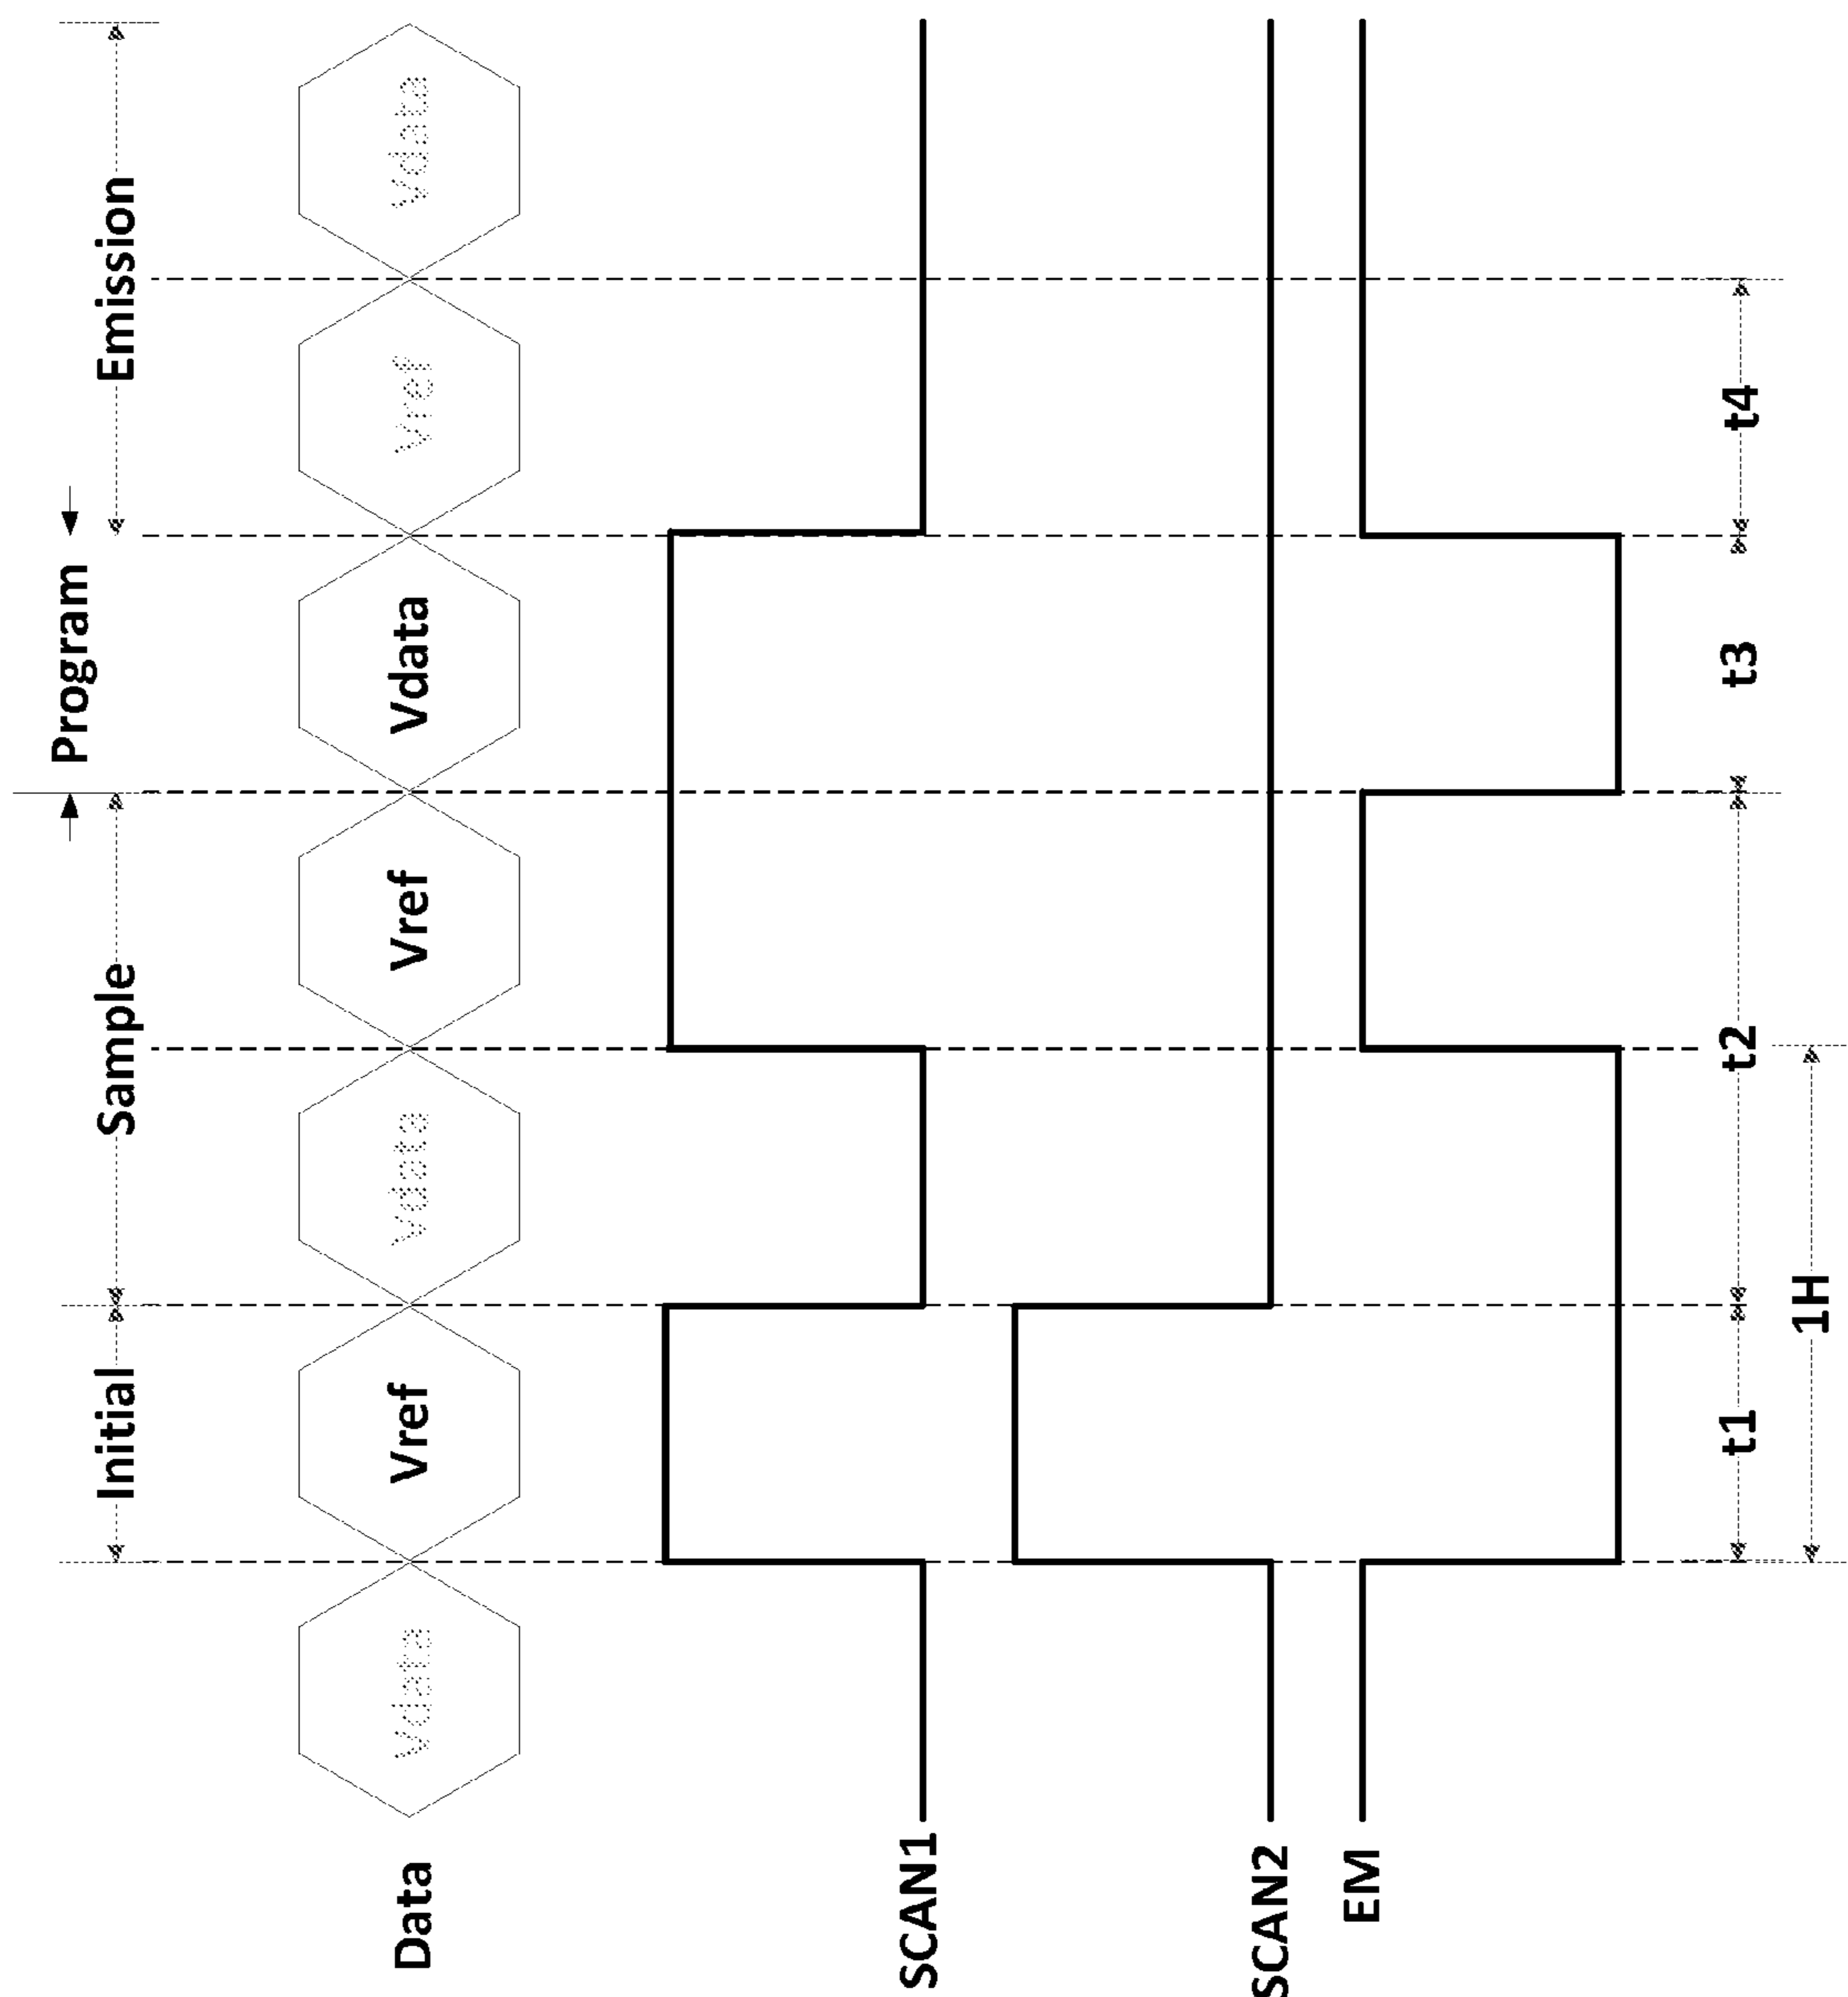 Program
Initial Sample Emission
Data Vdata Vref Vdata Vref Vdata Vref Vdata
SCAN1
SCAN2
EM
t1 t2 t3 t4
1H